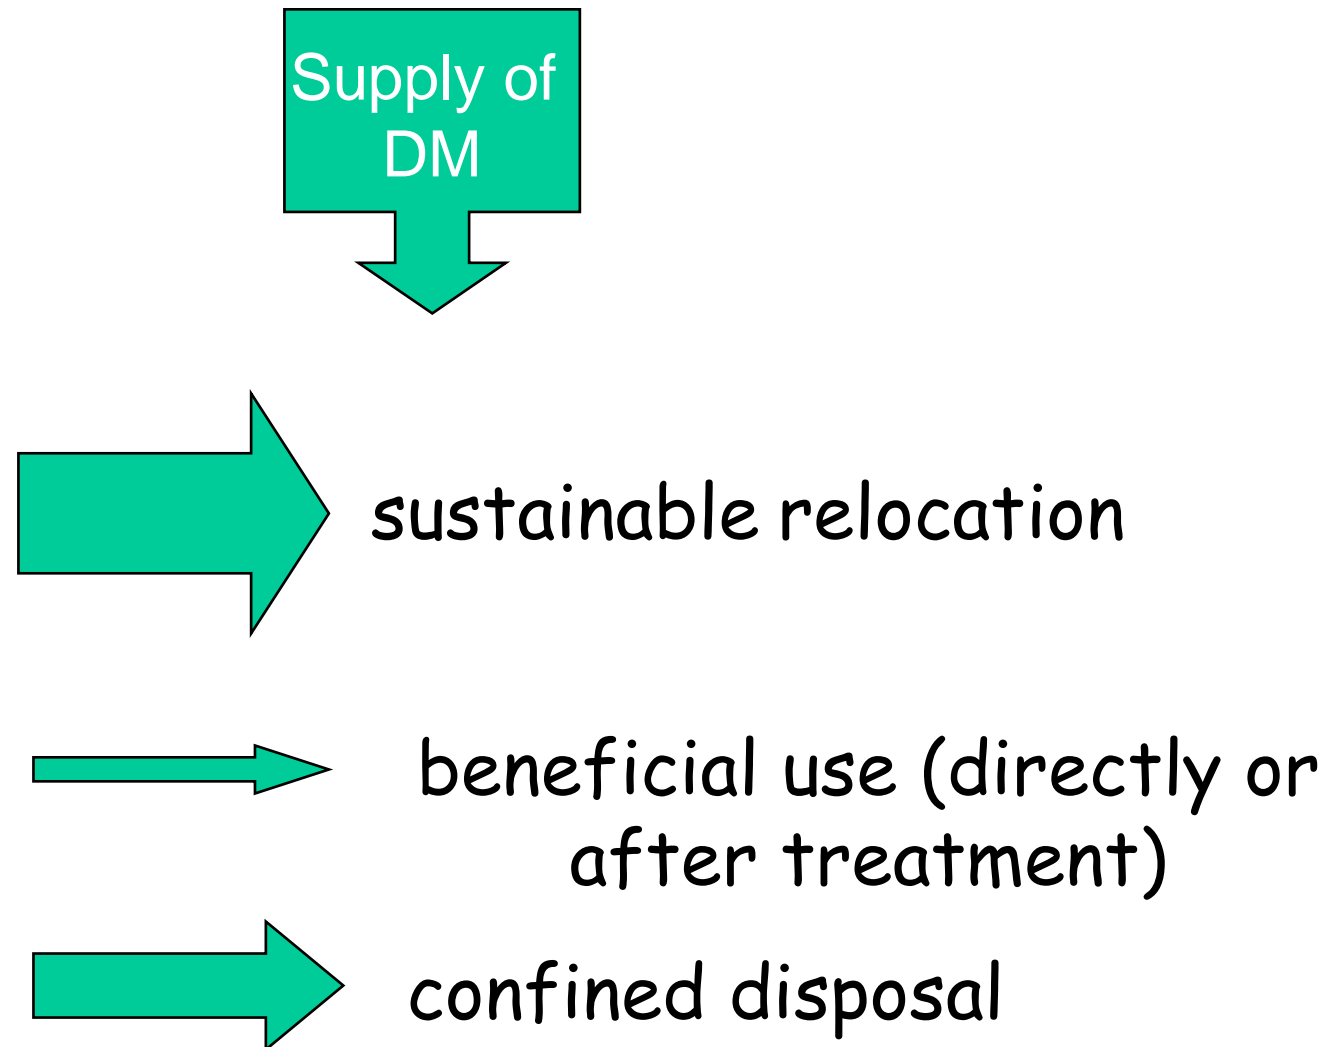 Supply of
DM
sustainable relocation
beneficial use (directly or
after treatment)
confined disposal